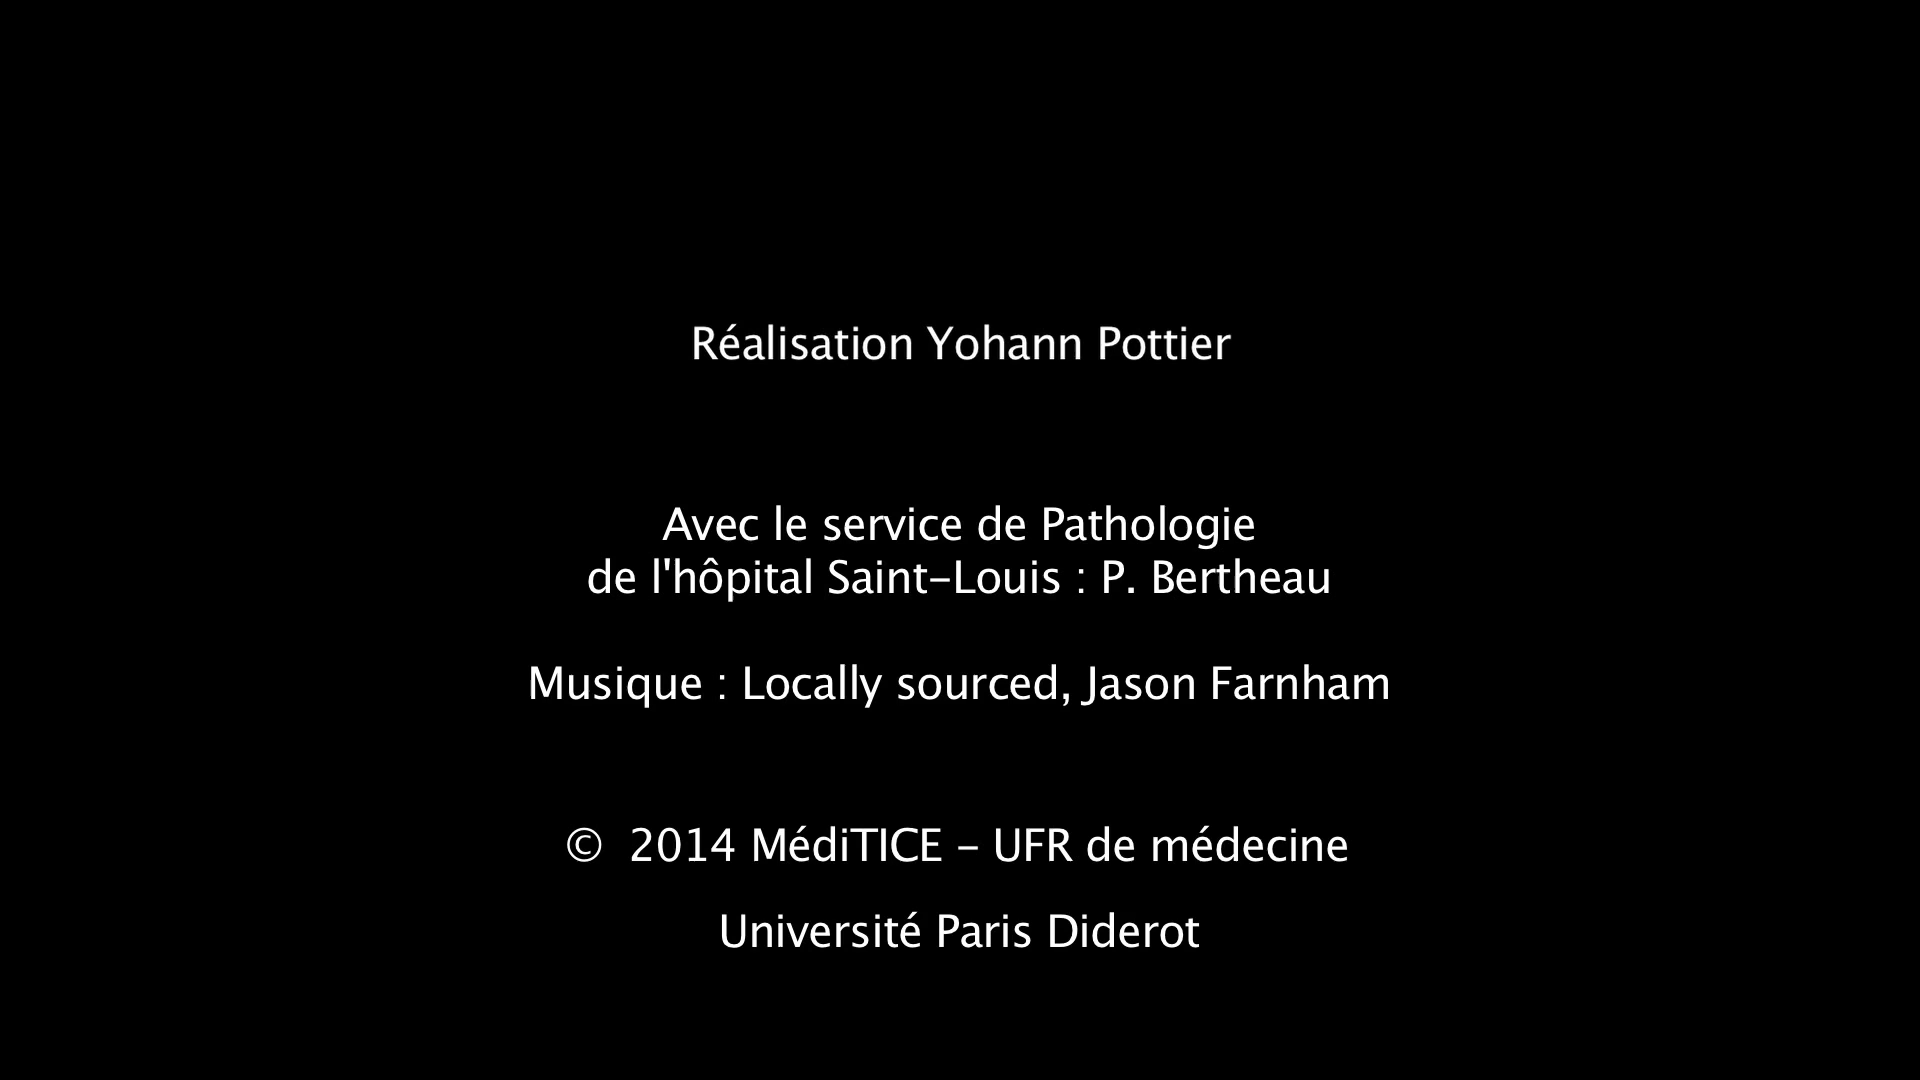 Réalisation Yohann Pottier
Avec le service de Pathologie
de l'hôpital Saint-Louis : P. Bertheau
Musique : Locally sourced, Jason Farnham
© 2014 MédiTICE - UFR de médecine
Université Paris Diderot